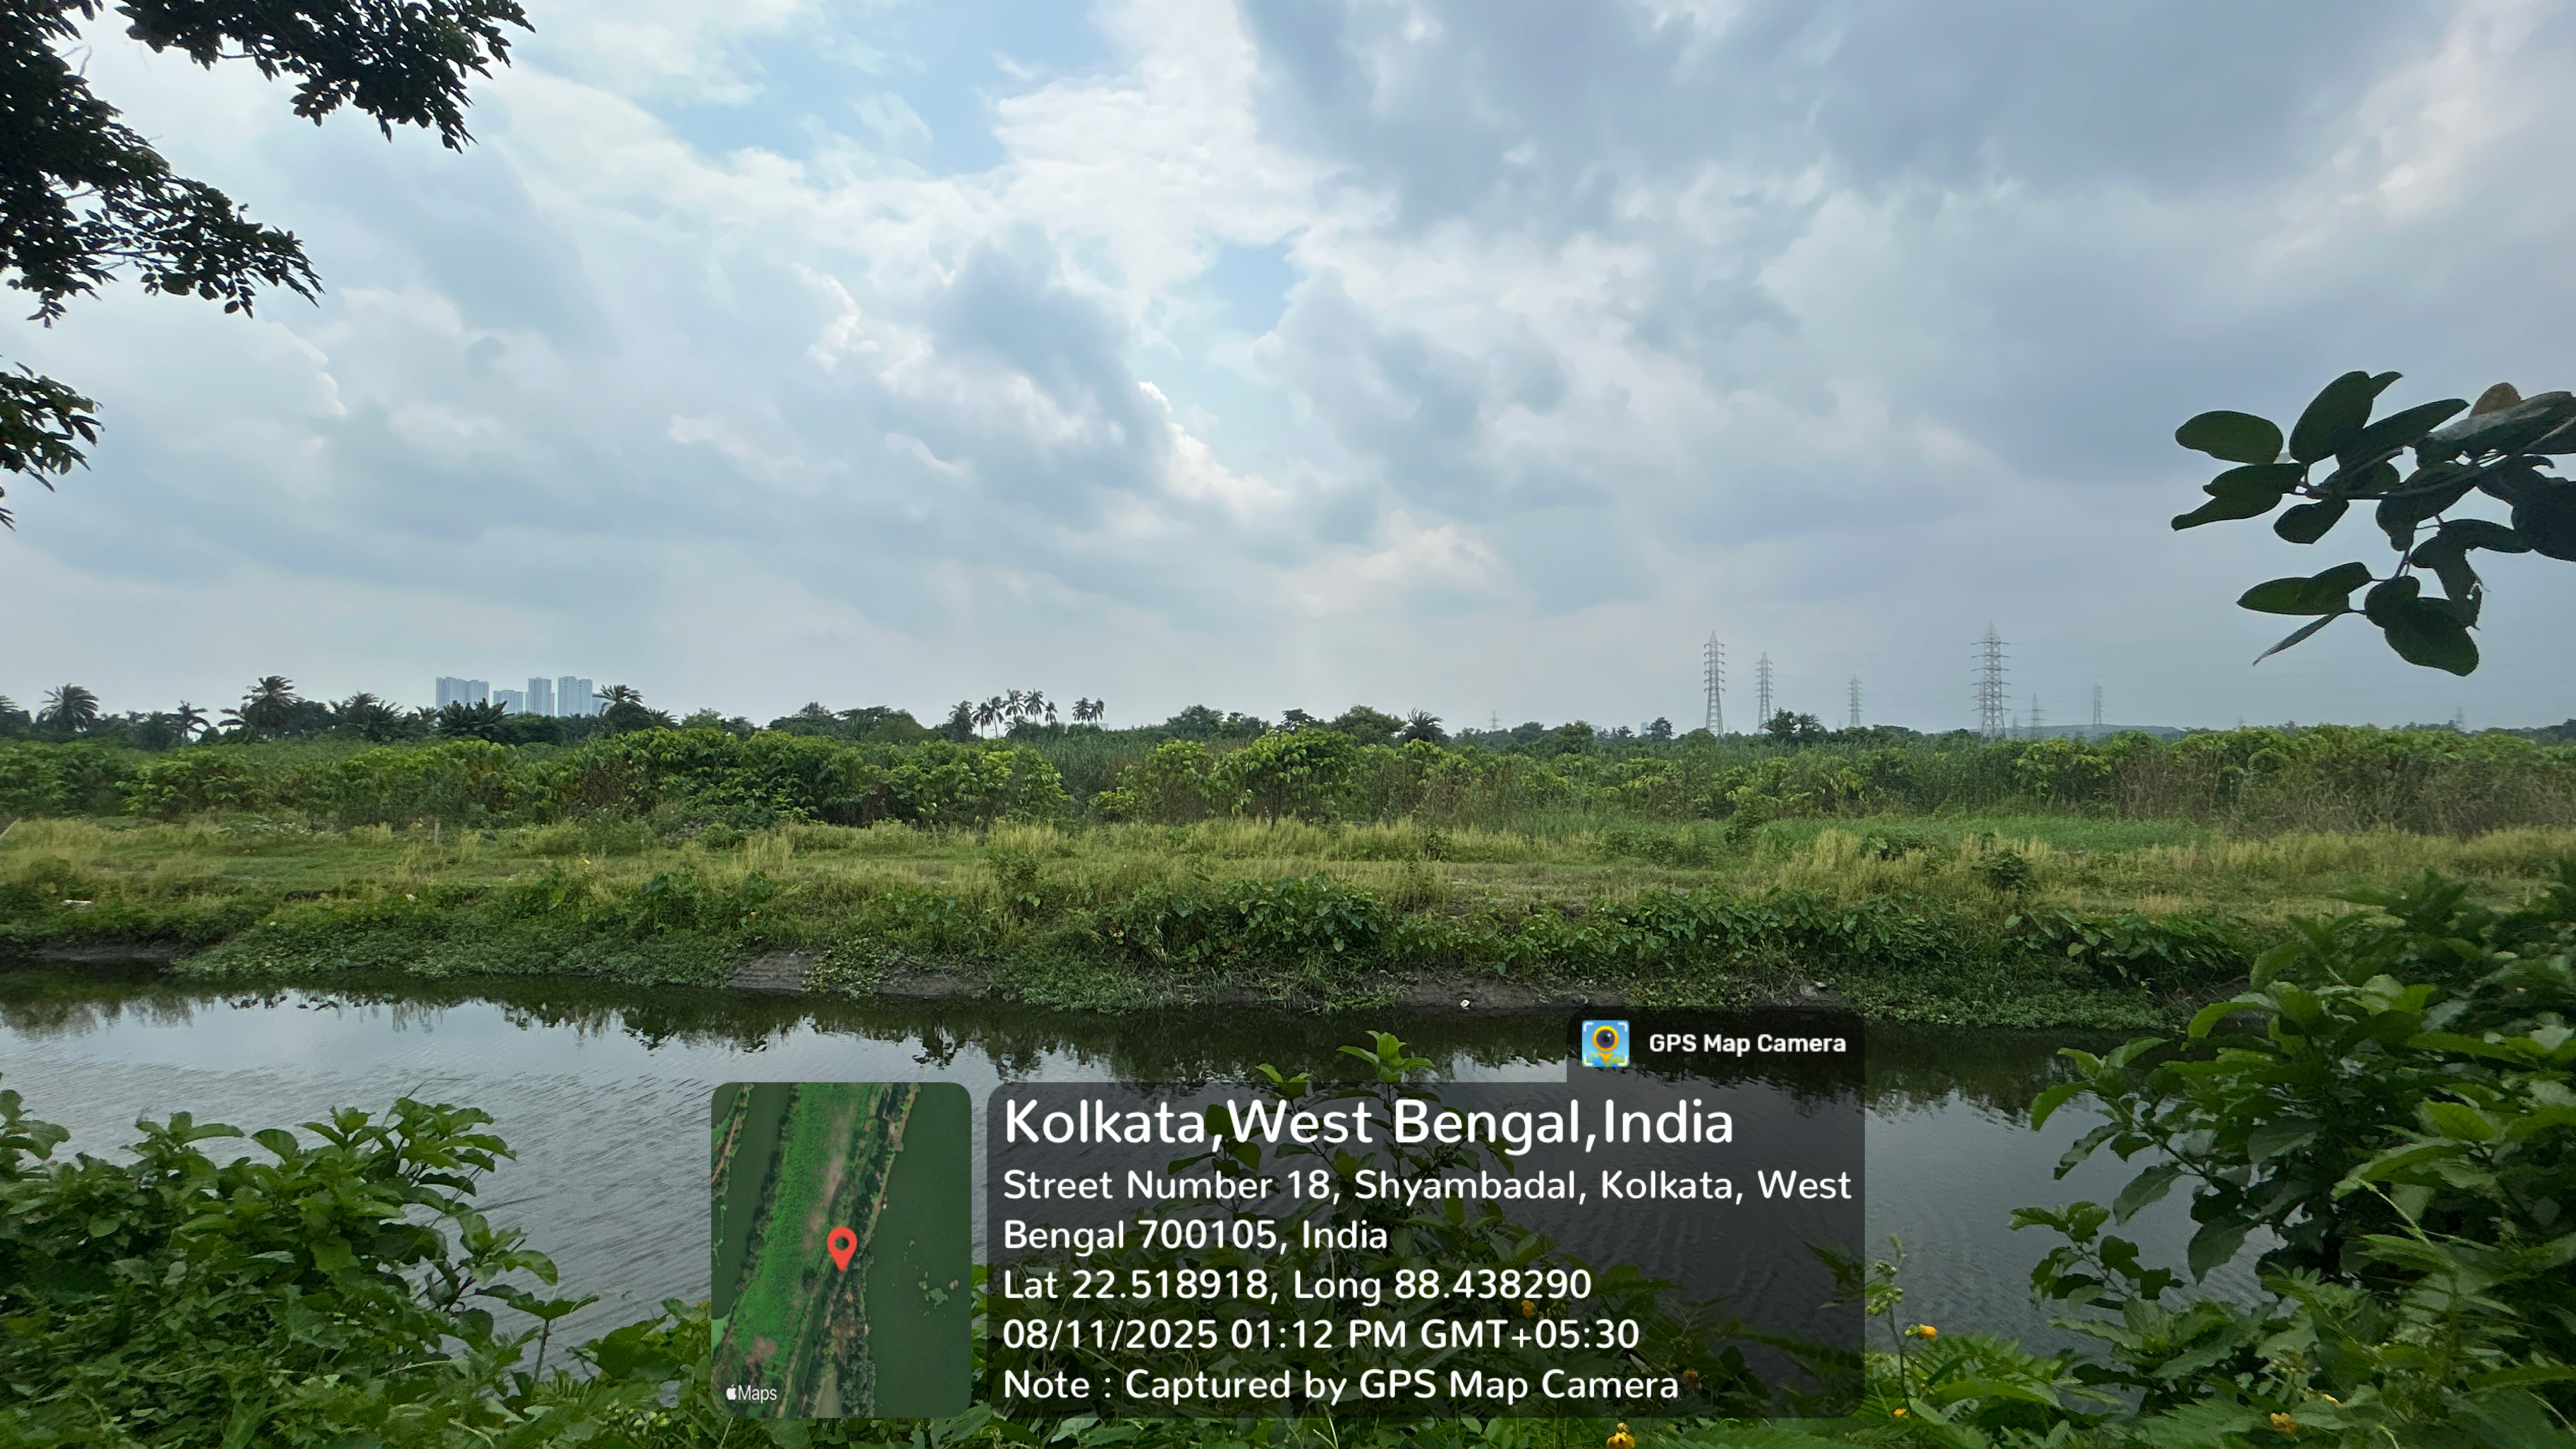 GPS Map Camera
Kolkata,West Bengal,India
Street Number 18, Shyambadal, Kolkata, West
Bengal 700105, India
Lat 22.518918, Long 88.438290
08/11/2025 01:12 PM GMT+05:30
Note : Captured by GPS Map Camera
Maps